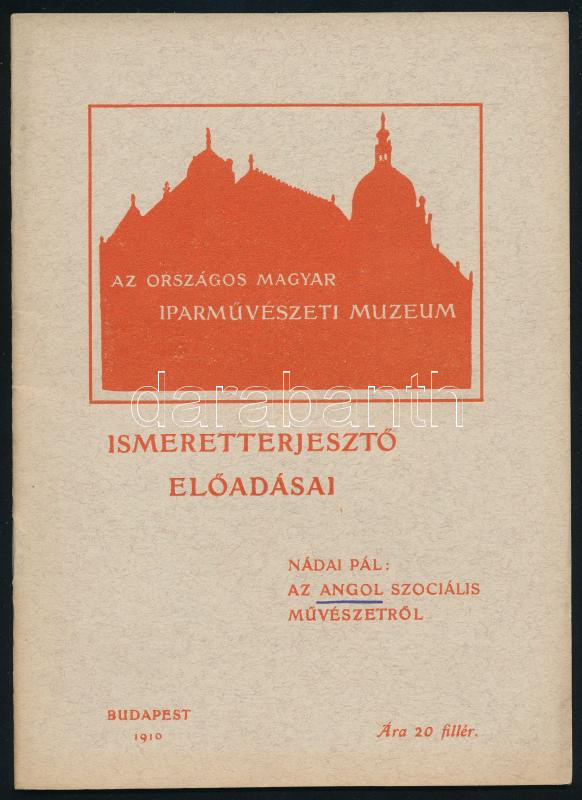 AZ ORSZÁGOS MAGYAR
IPARMŰVÉSZETI MUZEUM
darabanth
ISMERETTERJESZTŐ
ELŐADÁSAI
NÁDAI PÁL:
AZ ANGOL SZOCIÁLIS
MŰVÉSZETRŐL
BUDAPEST
1910
Ára 20 fillér.